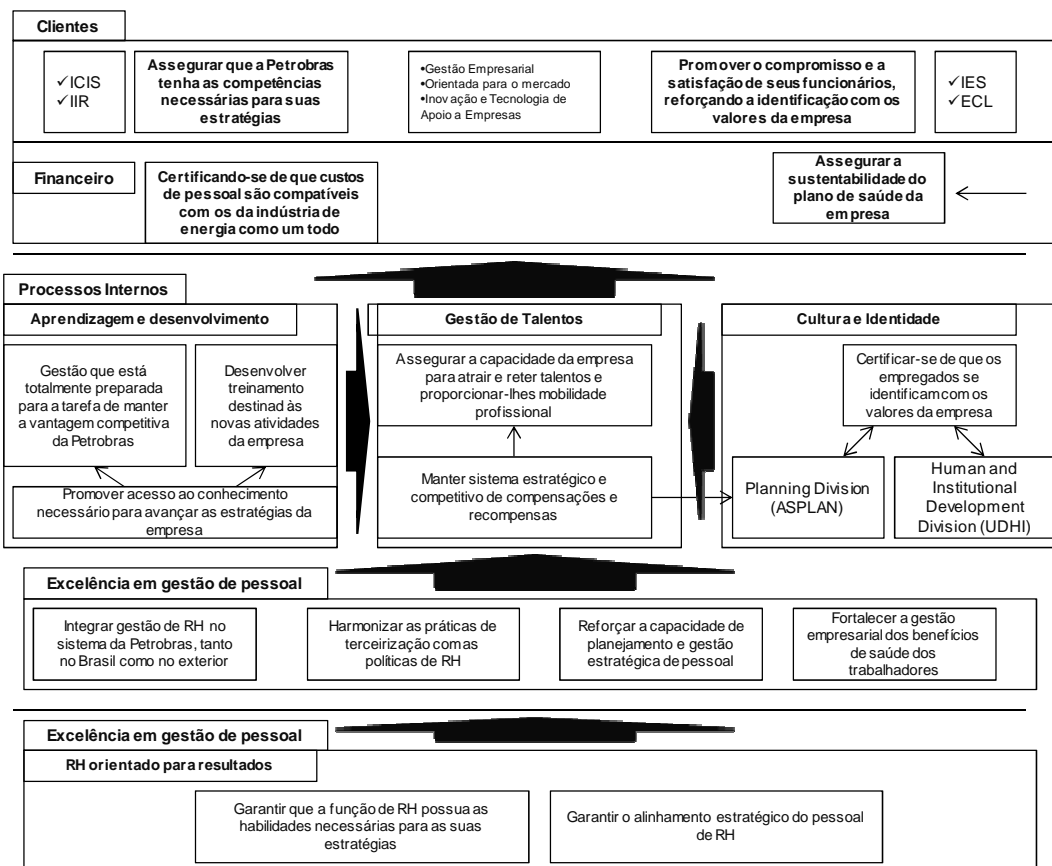 Clientes
✓ICIS
✓IIR
Assegurar que a Petrobras
tenha as competências
necessárias para suas
estratégias
•Gestão Empresarial
•Orientada para o mercado
•Inovação e Tecnologia de
Apoio a Empresas
Promover o compromisso e a
satisfação de seus funcionários,
reforçando a identificação com os
valores da empresa
✓IES
✓ECL
Financeiro
Certificando-se de que custos
de pessoal são compatíveis
com os da indústria de
energia como um todo
Assegurar a
sustentabilidade do
plano de saúde da
empresa
Processos Internos
Aprendizagem e desenvolvimento
Gestão que está
totalmente preparada
para a tarefa de manter
a vantagem competitiva
da Petrobras
Desenvolver
treinamento
destinad às
novas atividades
da empresa
Promover acesso ao conhecimento
necessário para avançar as estratégias da
empresa
Gestão de Talentos
Assegurar a capacidade da empresa
para atrair e reter talentos e
proporcionar-lhes mobilidade
profissional
Manter sistema estratégico e
competitivo de compensações e
recompensas
Cultura e Identidade
Certificar-se de que os
empregados se
identificam com os
valores da empresa
Planning Division
(ASPLAN)
Human and
Institutional
Development
Division (UDHI)
Excelência em gestão de pessoal
Integrar gestão de RH no
sistema da Petrobras, tanto
no Brasil como no exterior
Harmonizar as práticas de
terceirização com as
políticas de RH
Reforçar a capacidade de
planejamento e gestão
estratégica de pessoal
Fortalecer a gestão
empresarial dos benefícios
de saúde dos
trabalhadores
Excelência em gestão de pessoal
RH orientado para resultados
Garantir que a função de RH possua as
habilidades necessárias para as suas
estratégias
Garantir o alinhamento estratégico do pessoal
de RH